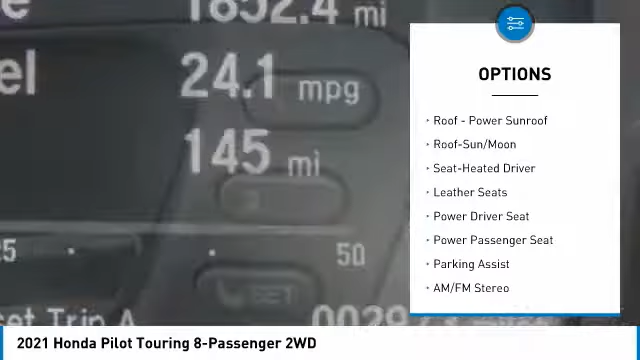 1852.4 mi
24.1 mpg
145 mi
50
SET
OPTIONS
Roof - Power Sunroof
Roof-Sun/Moon
Seat-Heated Driver
Leather Seats
Power Driver Seat
Power Passenger Seat
Parking Assist
AM/FM Stereo
2021 Honda Pilot Touring 8-Passenger 2WD